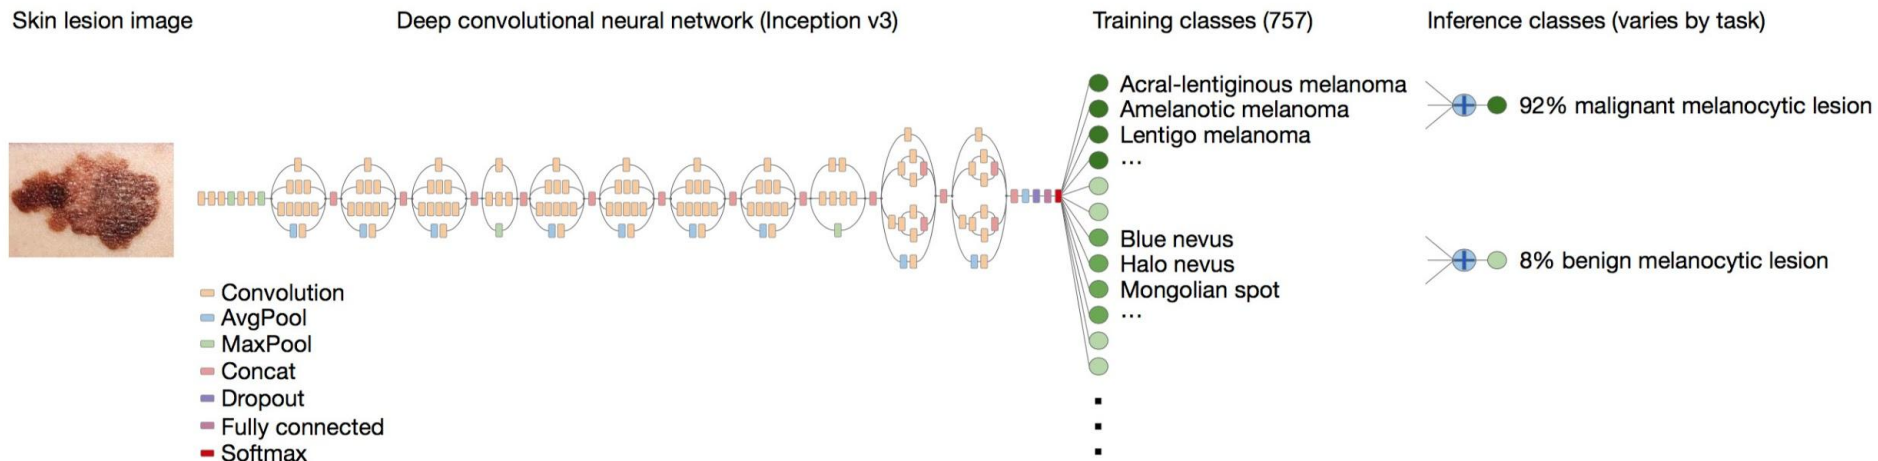 Skin lesion image
Deep convolutional neural network (Inception v3)
Training classes (757)
Inference classes (varies by task)
Acral-lentiginous melanoma
Amelanotic melanoma
Lentigo melanoma
...
Blue nevus
Halo nevus
Mongolian spot
...
92% malignant melanocytic lesion
8% benign melanocytic lesion
Convolution
AvgPool
MaxPool
Concat
Dropout
Fully connected
Softmax